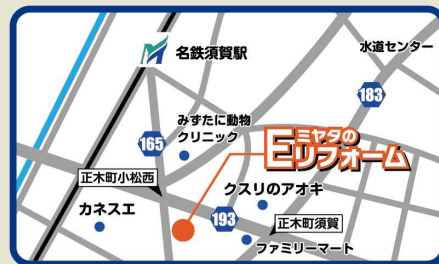 名鉄須賀駅
水道センター
183
みずたに動物
クリニック
165
ミヤタの
Eリフォーム
正木町小松西
クスリのアオキ
カネスエ
193
正木町須賀
ファミリーマート